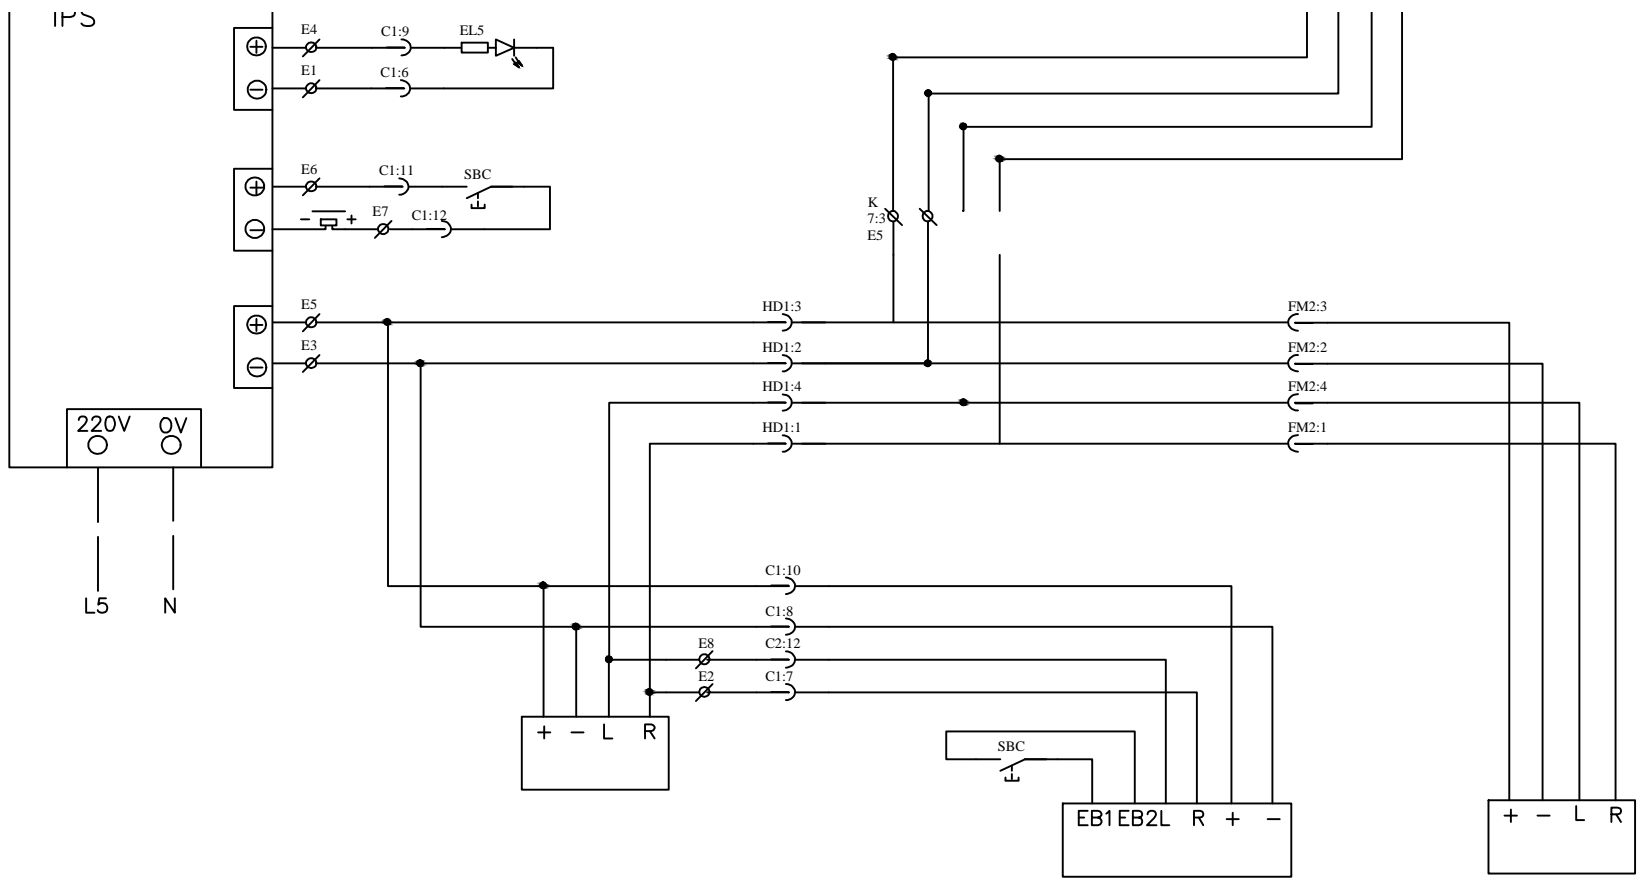 IPS
E4 C1:9 EL5
+
E1 C1:6
−
E6 C1:11 SBC
+
E7 C1:12
− − +
K
7:3
E5
E5 HD1:3 FM2:3
+
E3 HD1:2 FM2:2
−
HD1:4 FM2:4
220V 0V
HD1:1 FM2:1
C1:10
L5 N
C1:8
E8 C2:12
E2 C1:7
+ − L R
SBC
EB1 EB2 L R + −
+ − L R